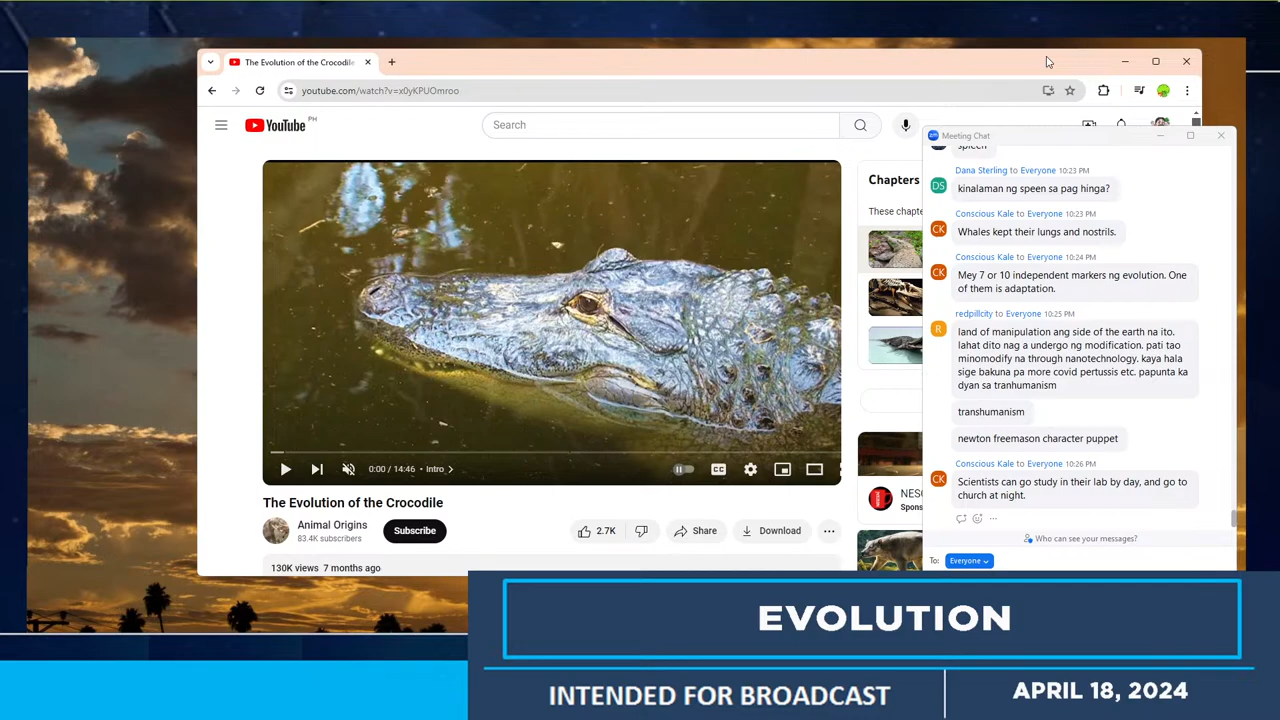 The Evolution of the Crocodile
youtube.com/watch?v=x0yKPUOmroo
YouTube PH
Search
Chapters
These chapte
0:00 / 14:46 • Intro
CC
The Evolution of the Crocodile
Animal Origins
83.4K subscribers
Subscribe
2.7K
Share
Download
130K views 7 months ago
NESC
Spons
zm Meeting Chat
spleen
Dana Sterling to Everyone 10:23 PM
DS
kinalaman ng speen sa pag hinga?
Conscious Kale to Everyone 10:23 PM
CK
Whales kept their lungs and nostrils.
Conscious Kale to Everyone 10:24 PM
CK
Mey 7 or 10 independent markers ng evolution. One
of them is adaptation.
redpillcity to Everyone 10:25 PM
R
land of manipulation ang side of the earth na ito.
lahat dito nag a undergo ng modification. pati tao
minomodify na through nanotechnology. kaya hala
sige bakuna pa more covid pertussis etc. papunta ka
dyan sa tranhumanism
transhumanism
newton freemason character puppet
Conscious Kale to Everyone 10:26 PM
CK
Scientists can go study in their lab by day, and go to
church at night.
Who can see your messages?
To: Everyone
EVOLUTION
INTENDED FOR BROADCAST
APRIL 18, 2024